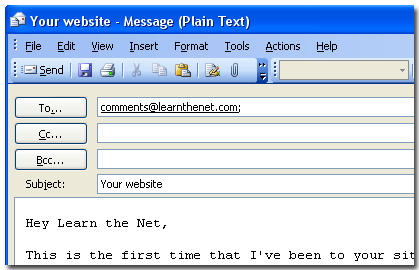 Your website - Message (Plain Text)
File Edit View Insert Format Tools Actions Help
Send
To... comments@learnthenet.com;
Cc...
Bcc...
Subject: Your website
Hey Learn the Net,
This is the first time that I've been to your sit